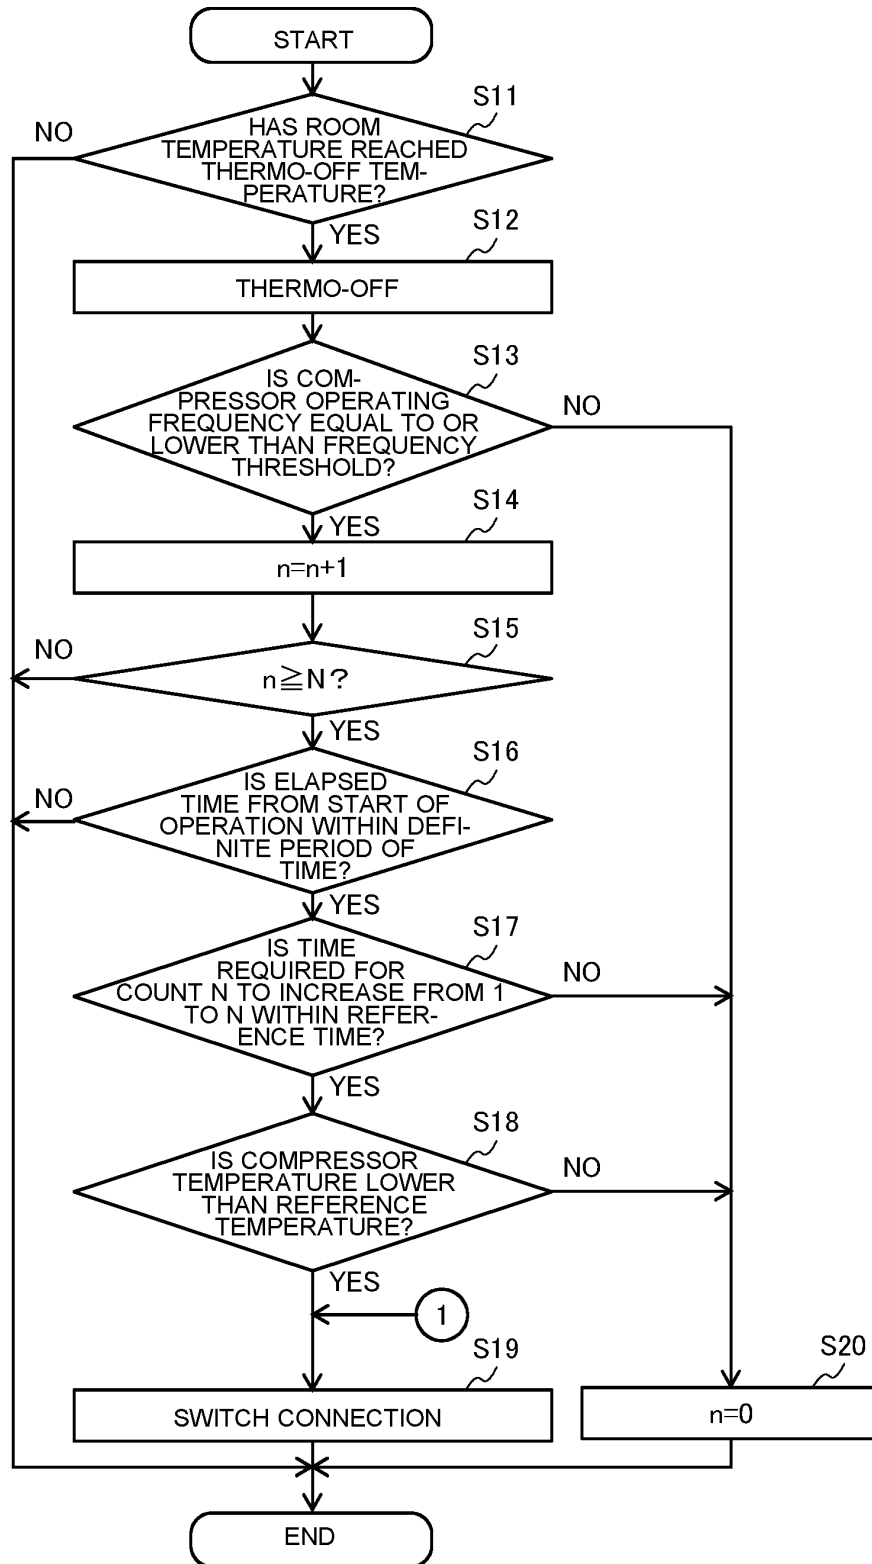 START
S11
HAS ROOM
TEMPERATURE REACHED
THERMO-OFF TEM-
PERATURE?
NO
YES
S12
THERMO-OFF
S13
IS COM-
PRESSOR OPERATING
FREQUENCY EQUAL TO OR
LOWER THAN FREQUENCY
THRESHOLD?
NO
YES
S14
n=n+1
S15
n≧N?
NO
YES
S16
IS ELAPSED
TIME FROM START OF
OPERATION WITHIN DEFI-
NITE PERIOD OF
TIME?
NO
YES
S17
IS TIME
REQUIRED FOR
COUNT N TO INCREASE FROM 1
TO N WITHIN REFER-
ENCE TIME?
NO
YES
S18
IS COMPRESSOR
TEMPERATURE LOWER
THAN REFERENCE
TEMPERATURE?
NO
YES
1
S19
SWITCH CONNECTION
S20
n=0
END